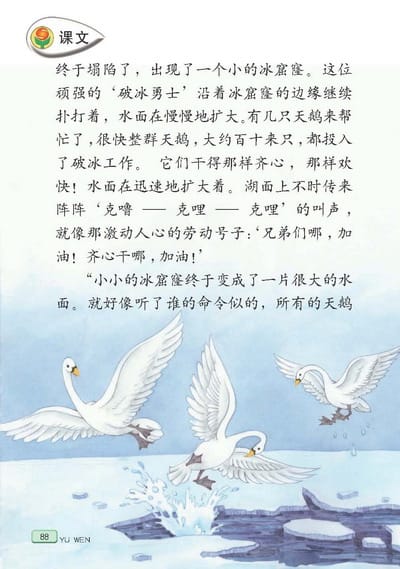 课文
终于塌陷了，出现了一个小的冰窟窿。这位
顽强的‘破冰勇士’沿着冰窟窿的边缘继续
扑打着，水面在慢慢地扩大。有几只天鹅来帮
忙了，很快整群天鹅，大约百十来只，都投入
了破冰工作。 它们干得那样齐心，那样欢
快！水面在迅速地扩大着。湖面上不时传来
阵阵‘克噜 —— 克哩 —— 克哩’的叫声，
就像那激动人心的劳动号子：‘兄弟们哪，加
油！齐心干哪，加油！’
“小小的冰窟窿终于变成了一片很大的水
面。就好像听了谁的命令似的，所有的天鹅
88 YU WEN